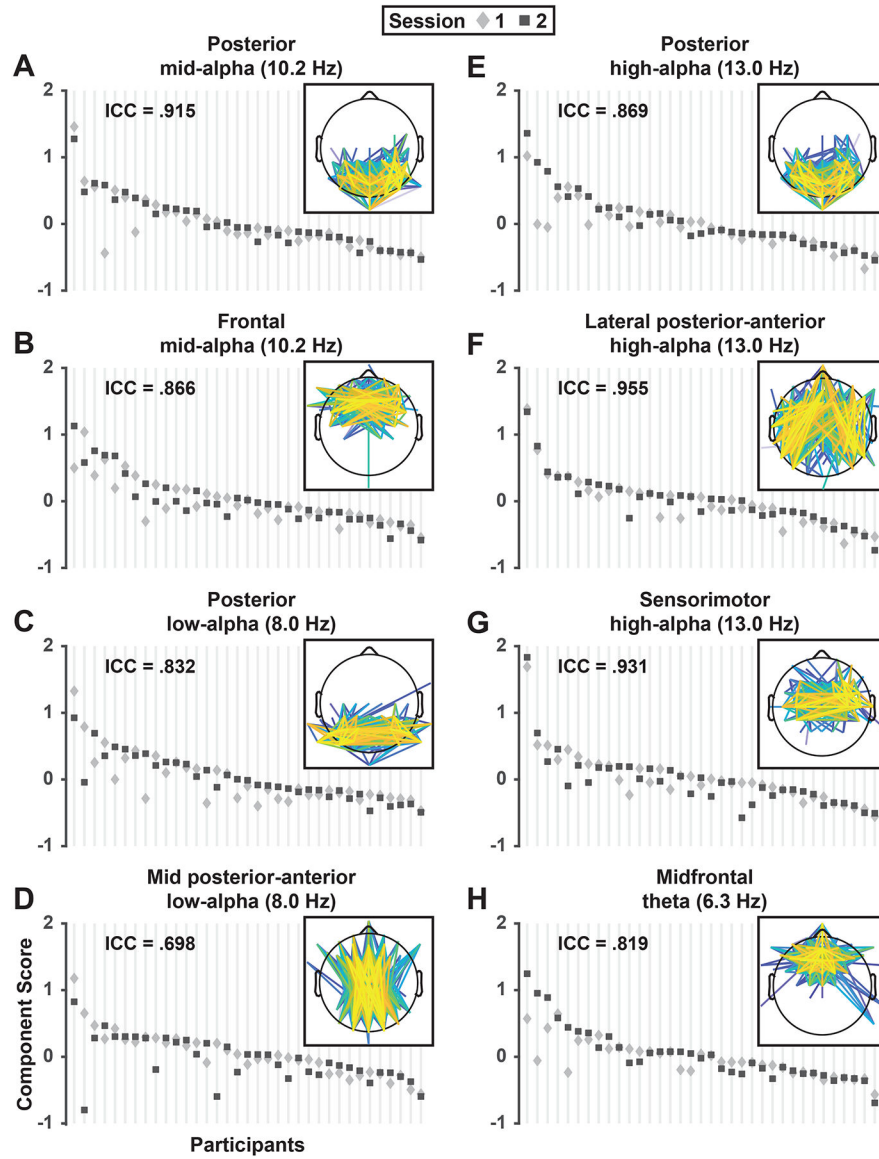 Session 1 2
A
Posterior
mid-alpha (10.2 Hz)
ICC = .915
2
1
0
-1
E
Posterior
high-alpha (13.0 Hz)
ICC = .869
2
1
0
-1
B
Frontal
mid-alpha (10.2 Hz)
ICC = .866
2
1
0
-1
F
Lateral posterior-anterior
high-alpha (13.0 Hz)
ICC = .955
2
1
0
-1
C
Posterior
low-alpha (8.0 Hz)
ICC = .832
2
1
0
-1
G
Sensorimotor
high-alpha (13.0 Hz)
ICC = .931
2
1
0
-1
D
Mid posterior-anterior
low-alpha (8.0 Hz)
ICC = .698
2
1
0
-1
Component Score
Participants
H
Midfrontal
theta (6.3 Hz)
ICC = .819
2
1
0
-1